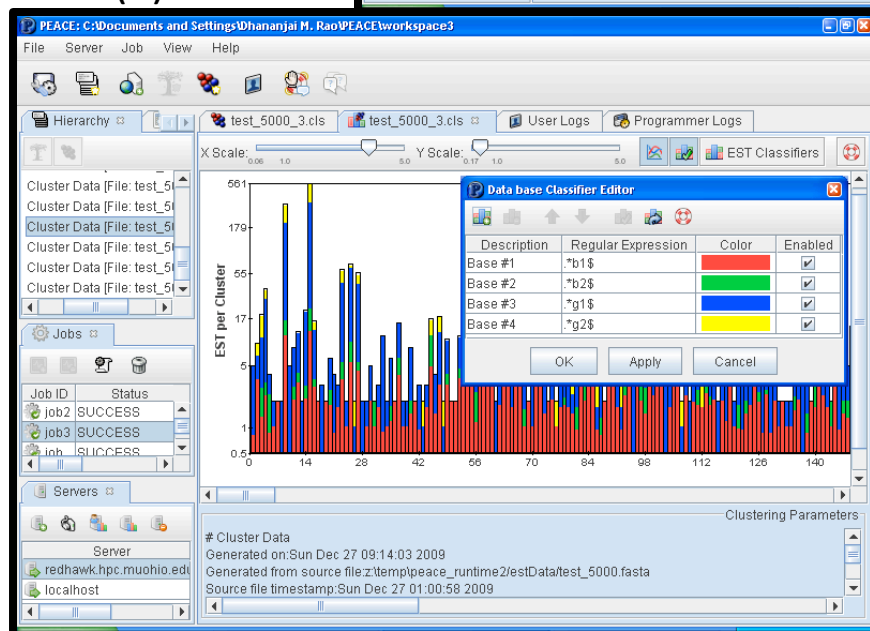 PEACE: C:\Documents and Settings\Dhananjai M. Rao\PEACE\workspace3
File Server Job View Help
Hierarchy
test_5000_3.cls test_5000_3.cls User Logs Programmer Logs
X Scale: 0.06 1.0 5.0 Y Scale: 0.17 1.0 5.0 EST Classifiers
Cluster Data [File: test_5
Cluster Data [File: test_5
Cluster Data [File: test_5
Cluster Data [File: test_5
Cluster Data [File: test_5
Cluster Data [File: test_5
EST per Cluster
561
179
55
17
5
1
0.5
0 14 28 42 56 70 84 98 112 126 140
Data base Classifier Editor
Description Regular Expression Color Enabled
Base #1 .*b1$
Base #2 .*b2$
Base #3 .*g1$
Base #4 .*g2$
OK Apply Cancel
Jobs
Job ID Status
job2 SUCCESS
job3 SUCCESS
job SUCCESS
Servers
Server
redhawk.hpc.muohio.edu
localhost
Clustering Parameters
# Cluster Data
Generated on:Sun Dec 27 09:14:03 2009
Generated from source file:z:\temp\peace_runtime2/estData/test_5000.fasta
Source file timestamp:Sun Dec 27 01:00:58 2009